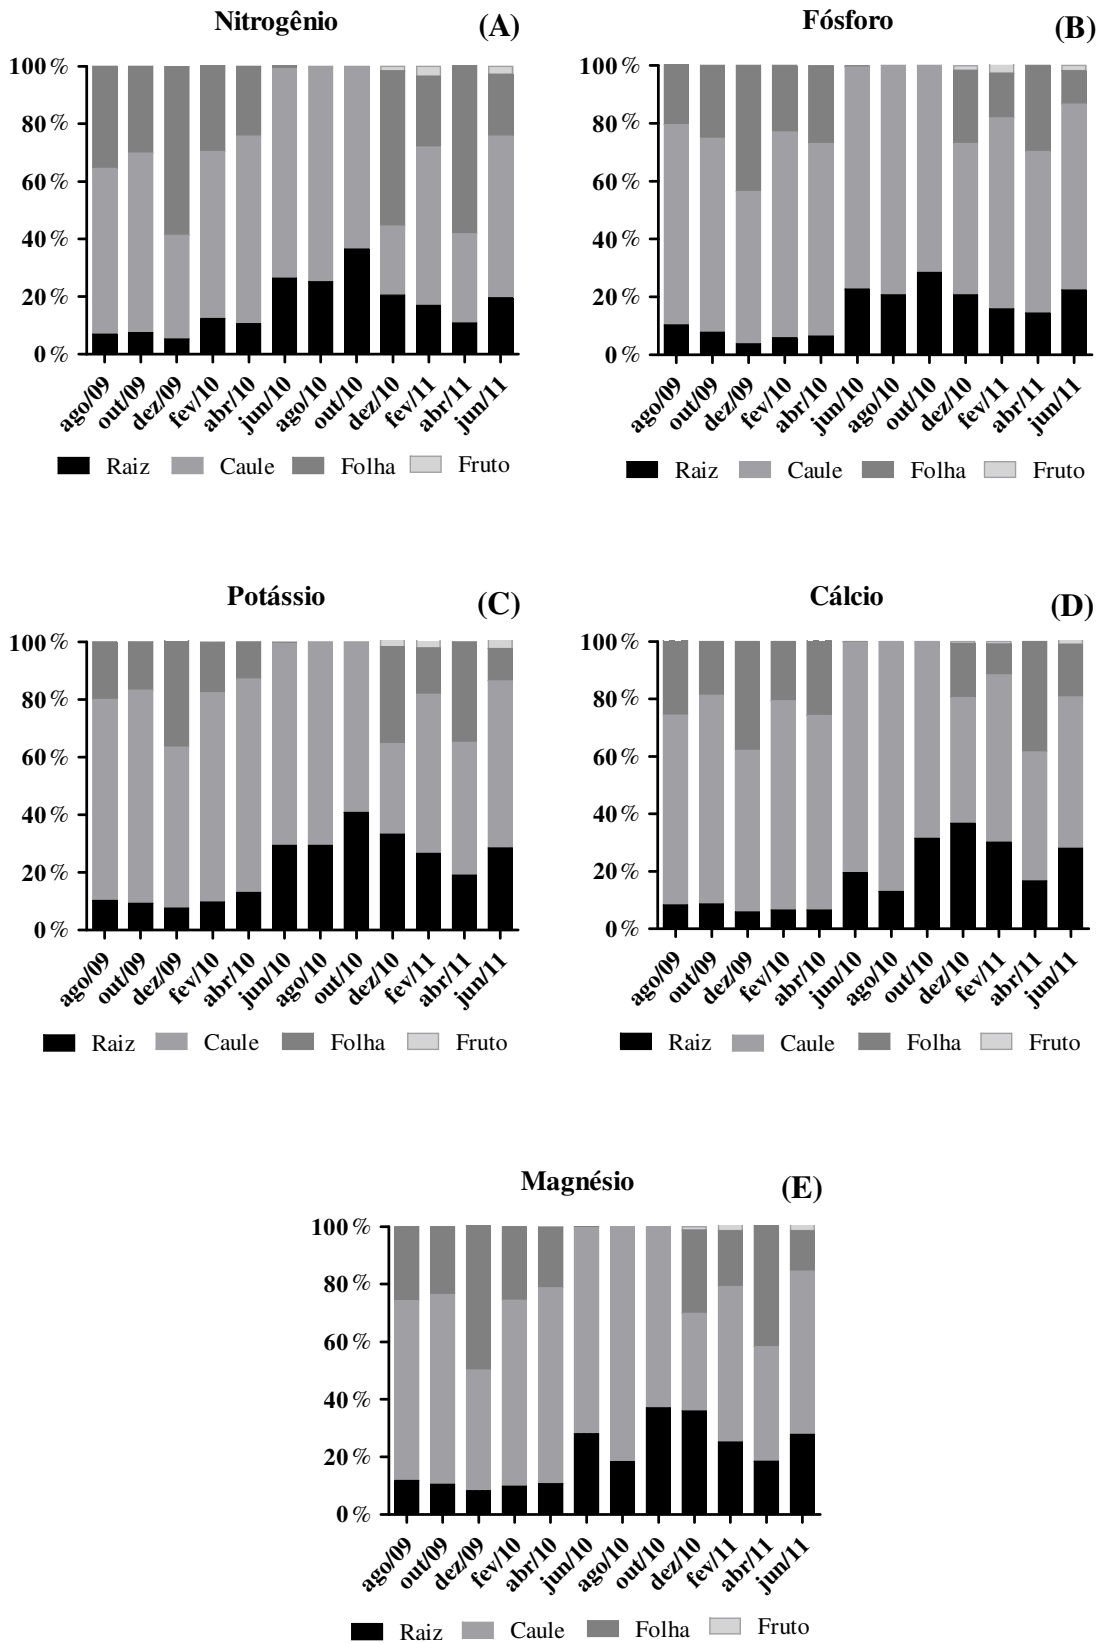 Nitrogênio (A)
100 %
80 %
60 %
40 %
20 %
0 %
ago/09 out/09 dez/09 fev/10 abr/10 jun/10 ago/10 out/10 dez/10 fev/11 abr/11 jun/11
Raiz Caule Folha Fruto
Fósforo (B)
100 %
80 %
60 %
40 %
20 %
0 %
ago/09 out/09 dez/09 fev/10 abr/10 jun/10 ago/10 out/10 dez/10 fev/11 abr/11 jun/11
Raiz Caule Folha Fruto
Potássio (C)
100 %
80 %
60 %
40 %
20 %
0 %
ago/09 out/09 dez/09 fev/10 abr/10 jun/10 ago/10 out/10 dez/10 fev/11 abr/11 jun/11
Raiz Caule Folha Fruto
Cálcio (D)
100 %
80 %
60 %
40 %
20 %
0 %
ago/09 out/09 dez/09 fev/10 abr/10 jun/10 ago/10 out/10 dez/10 fev/11 abr/11 jun/11
Raiz Caule Folha Fruto
Magnésio (E)
100 %
80 %
60 %
40 %
20 %
0 %
ago/09 out/09 dez/09 fev/10 abr/10 jun/10 ago/10 out/10 dez/10 fev/11 abr/11 jun/11
Raiz Caule Folha Fruto